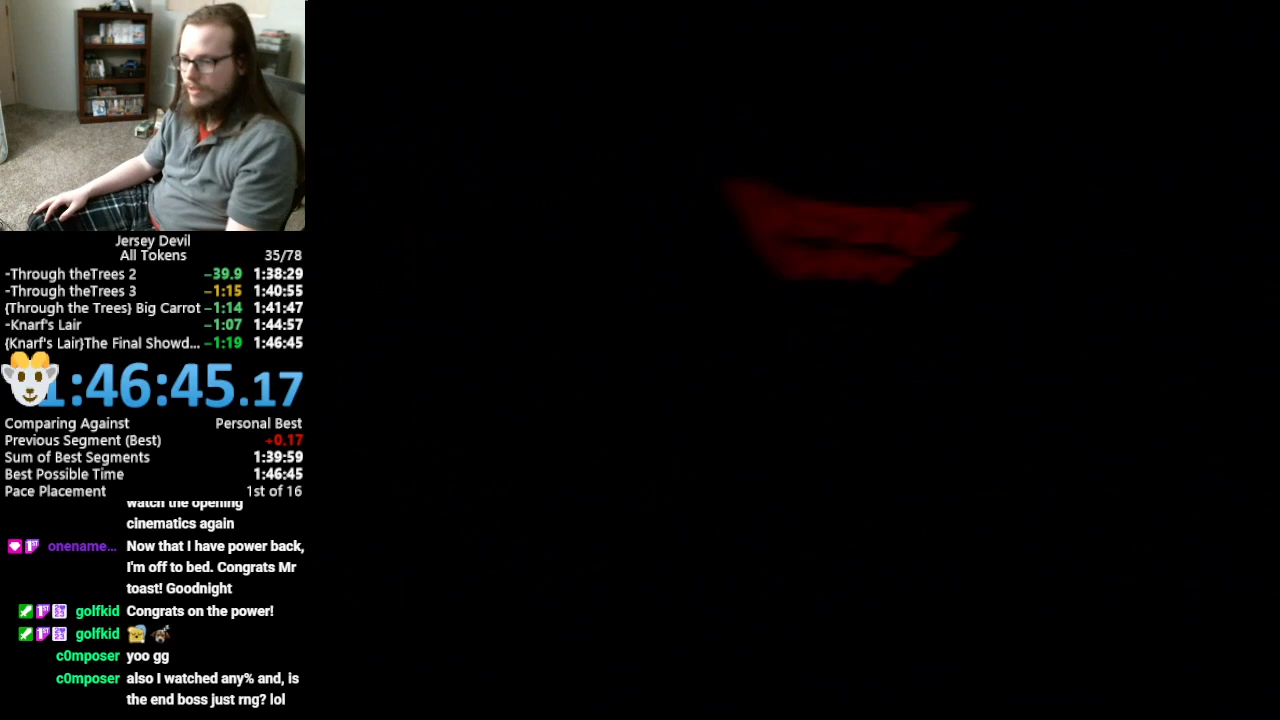 Jersey Devil
All Tokens 35/78
-Through theTrees 2 -39.9 1:38:29
-Through theTrees 3 -1:15 1:40:55
{Through the Trees} Big Carrot -1:14 1:41:47
-Knarf's Lair -1:07 1:44:57
{Knarf's Lair}The Final Showd... -1:19 1:46:45
1:46:45.17
Comparing Against Personal Best
Previous Segment (Best) +0.17
Sum of Best Segments 1:39:59
Best Possible Time 1:46:45
Pace Placement 1st of 16
watch the opening
cinematics again
onename... Now that I have power back,
I'm off to bed. Congrats Mr
toast! Goodnight
golfkid Congrats on the power!
golfkid
c0mposer yoo gg
c0mposer also I watched any% and, is
the end boss just rng? lol